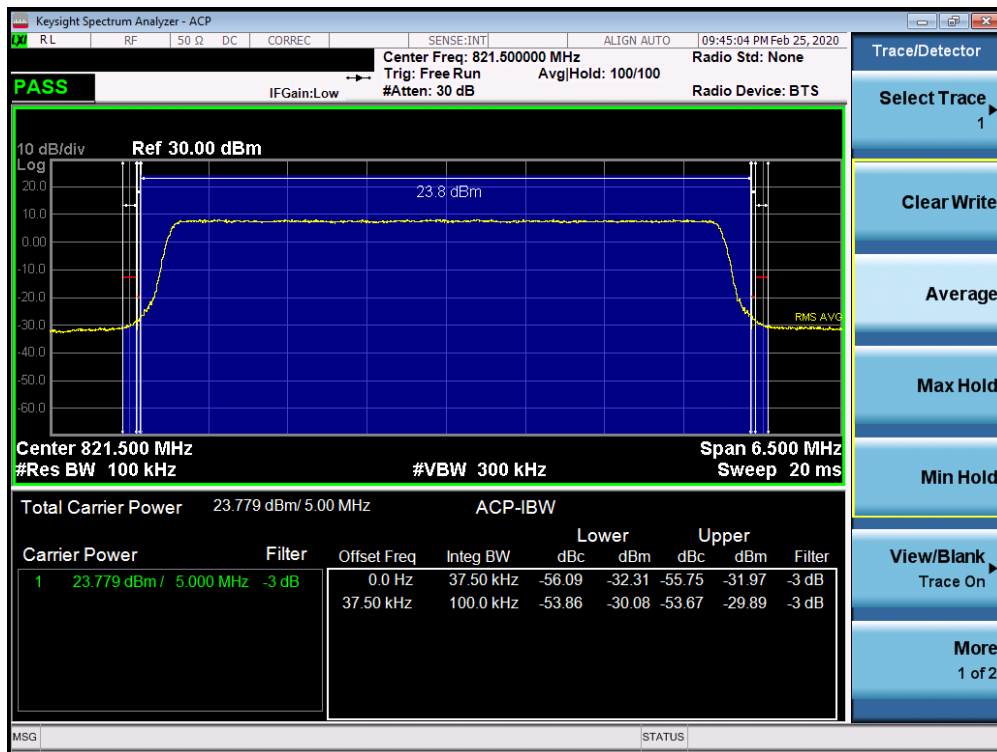 Keysight Spectrum Analyzer - ACP
LXI RL RF 50 Ω DC CORREC SENSE:INT ALIGN AUTO 09:45:04 PM Feb 25, 2020
Center Freq: 821.500000 MHz Radio Std: None
Trig: Free Run Avg|Hold: 100/100
PASS IFGain:Low #Atten: 30 dB Radio Device: BTS
10 dB/div Ref 30.00 dBm
Log
20.0
23.8 dBm
10.0
0.00
-10.0
-20.0
RMS AVG
-30.0
-40.0
-50.0
-60.0
Center 821.500 MHz Span 6.500 MHz
#Res BW 100 kHz #VBW 300 kHz Sweep 20 ms
Total Carrier Power 23.779 dBm/ 5.00 MHz ACP-IBW
Lower Upper
Carrier Power Filter Offset Freq Integ BW dBc dBm dBc dBm Filter
1 23.779 dBm / 5.000 MHz -3 dB 0.0 Hz 37.50 kHz -56.09 -32.31 -55.75 -31.97 -3 dB
37.50 kHz 100.0 kHz -53.86 -30.08 -53.67 -29.89 -3 dB
MSG STATUS
Trace/Detector
Select Trace
1
Clear Write
Average
Max Hold
Min Hold
View/Blank
Trace On
More
1 of 2